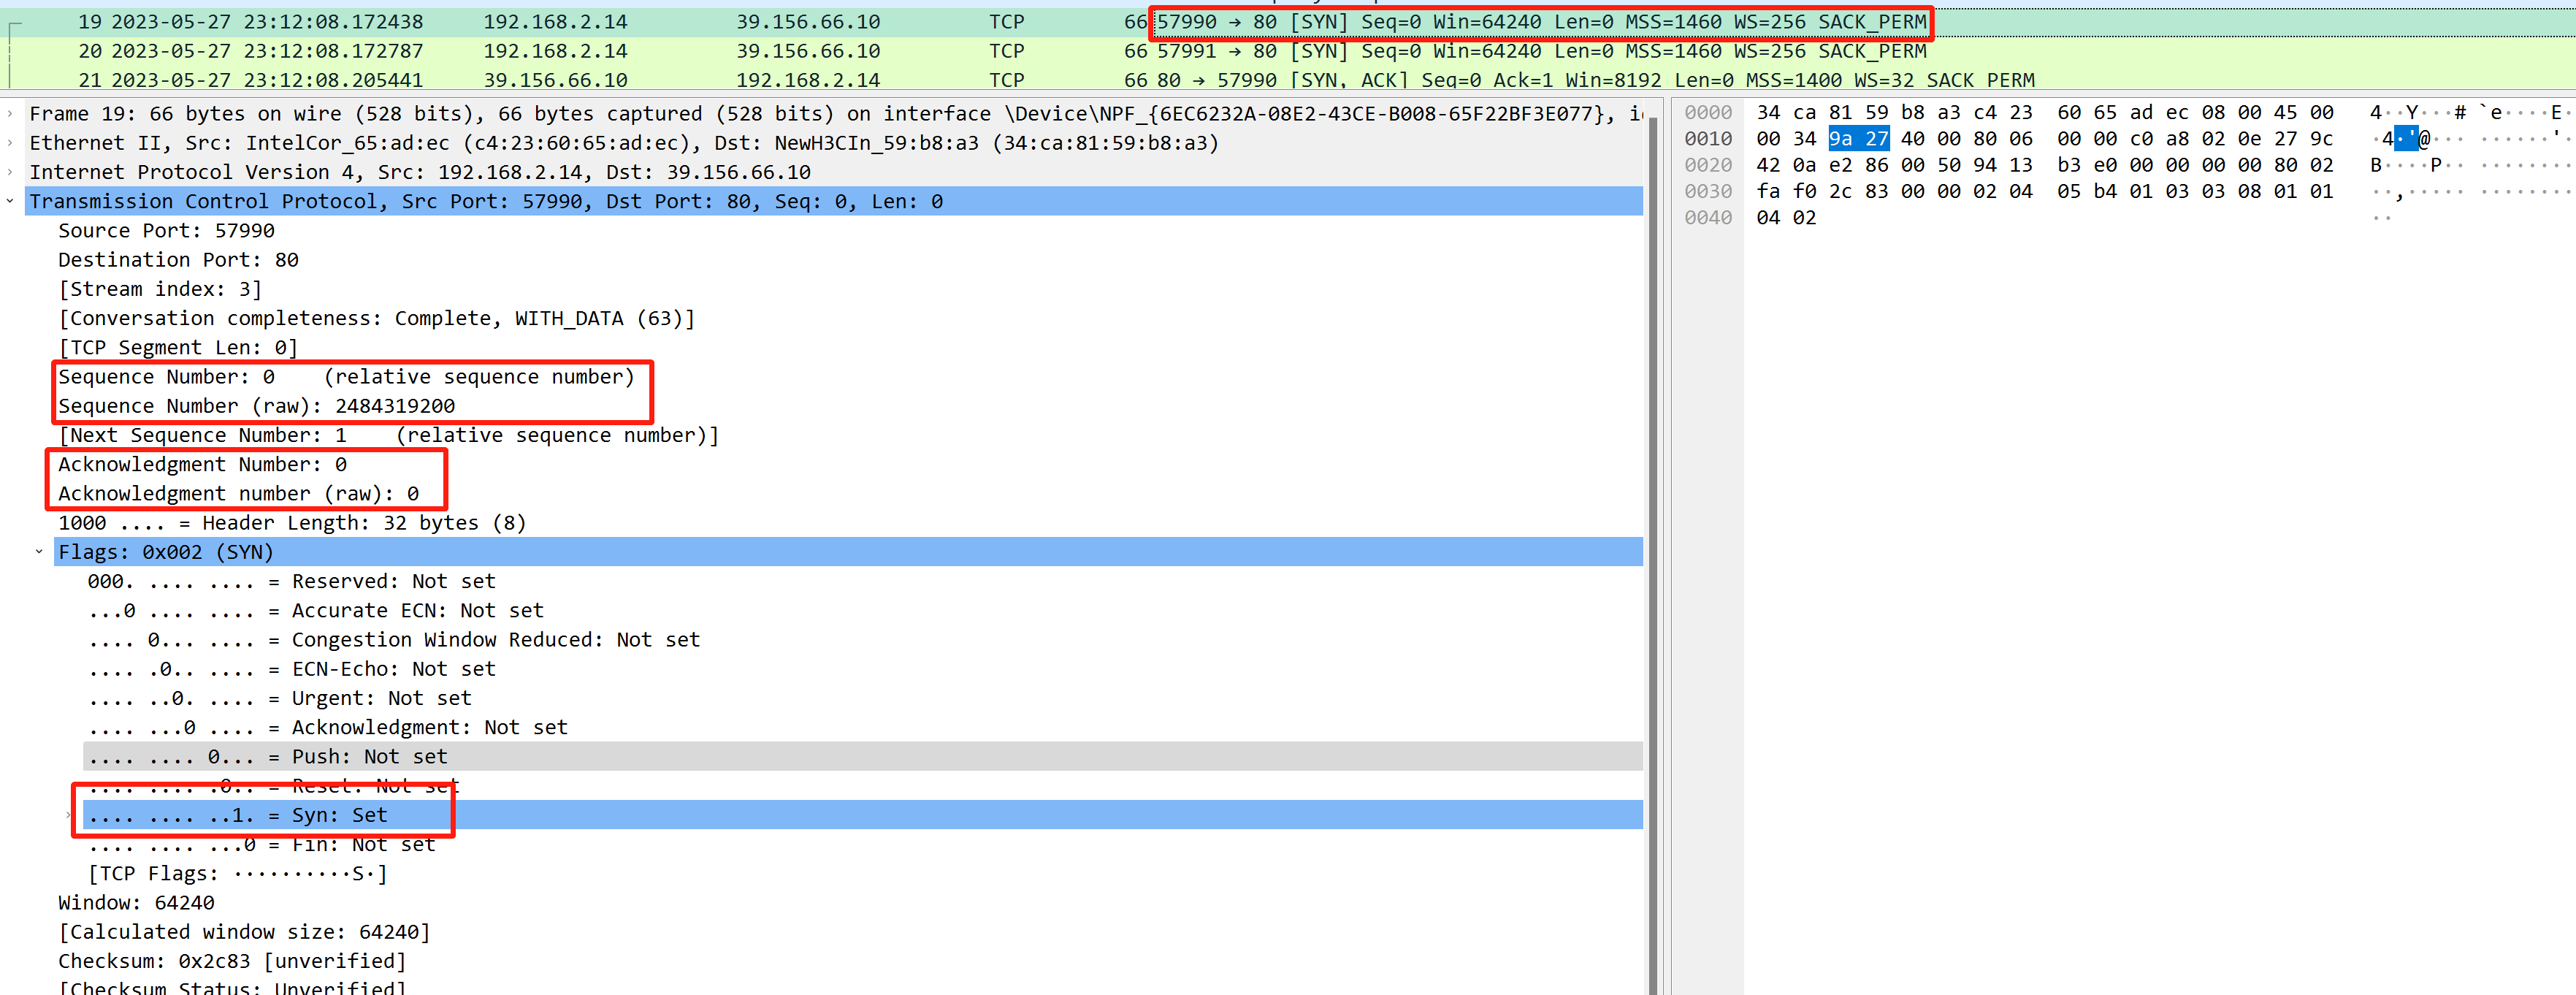 19 2023-05-27 23:12:08.172438 192.168.2.14 39.156.66.10 TCP 66 57990 → 80 [SYN] Seq=0 Win=64240 Len=0 MSS=1460 WS=256 SACK_PERM
20 2023-05-27 23:12:08.172787 192.168.2.14 39.156.66.10 TCP 66 57991 → 80 [SYN] Seq=0 Win=64240 Len=0 MSS=1460 WS=256 SACK_PERM
21 2023-05-27 23:12:08.205441 39.156.66.10 192.168.2.14 TCP 66 80 → 57990 [SYN, ACK] Seq=0 Ack=1 Win=8192 Len=0 MSS=1400 WS=32 SACK_PERM
Frame 19: 66 bytes on wire (528 bits), 66 bytes captured (528 bits) on interface \Device\NPF_{6EC6232A-08E2-43CE-B008-65F22BF3E077},
Ethernet II, Src: IntelCor_65:ad:ec (c4:23:60:65:ad:ec), Dst: NewH3CIn_59:b8:a3 (34:ca:81:59:b8:a3)
Internet Protocol Version 4, Src: 192.168.2.14, Dst: 39.156.66.10
Transmission Control Protocol, Src Port: 57990, Dst Port: 80, Seq: 0, Len: 0
Source Port: 57990
Destination Port: 80
[Stream index: 3]
[Conversation completeness: Complete, WITH_DATA (63)]
[TCP Segment Len: 0]
Sequence Number: 0 (relative sequence number)
Sequence Number (raw): 2484319200
[Next Sequence Number: 1 (relative sequence number)]
Acknowledgment Number: 0
Acknowledgment number (raw): 0
1000 .... = Header Length: 32 bytes (8)
Flags: 0x002 (SYN)
000. .... .... = Reserved: Not set
...0 .... .... = Accurate ECN: Not set
.... 0... .... = Congestion Window Reduced: Not set
.... .0.. .... = ECN-Echo: Not set
.... ..0. .... = Urgent: Not set
.... ...0 .... = Acknowledgment: Not set
.... .... 0... = Push: Not set
.... .... .0.. = Reset: Not set
.... .... ..1. = Syn: Set
.... .... ...0 = Fin: Not set
[TCP Flags: ··········S·]
Window: 64240
[Calculated window size: 64240]
Checksum: 0x2c83 [unverified]
[Checksum Status: Unverified]
0000 34 ca 81 59 b8 a3 c4 23 60 65 ad ec 08 00 45 00 4··Y···# `e····E·
0010 00 34 9a 27 40 00 80 06 00 00 c0 a8 02 0e 27 9c ·4·'@··· ······'·
0020 42 0a e2 86 00 50 94 13 b3 e0 00 00 00 00 80 02 B····P·· ········
0030 fa f0 2c 83 00 00 02 04 05 b4 01 03 03 08 01 01 ··,····· ········
0040 04 02 ··